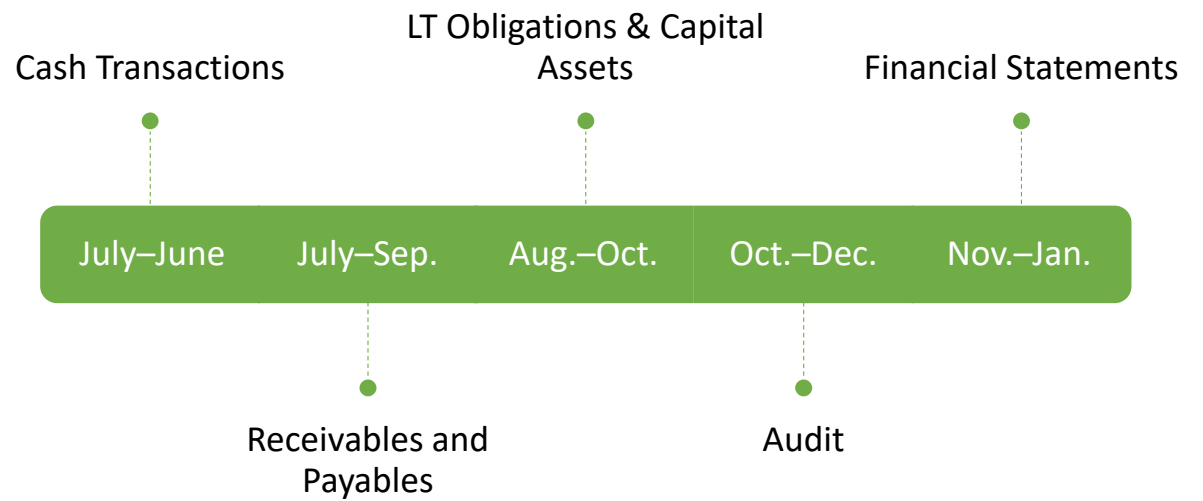 LT Obligations & Capital
Assets
Cash Transactions
Financial Statements
July–June
July–Sep.
Aug.–Oct.
Oct.–Dec.
Nov.–Jan.
Receivables and
Payables
Audit